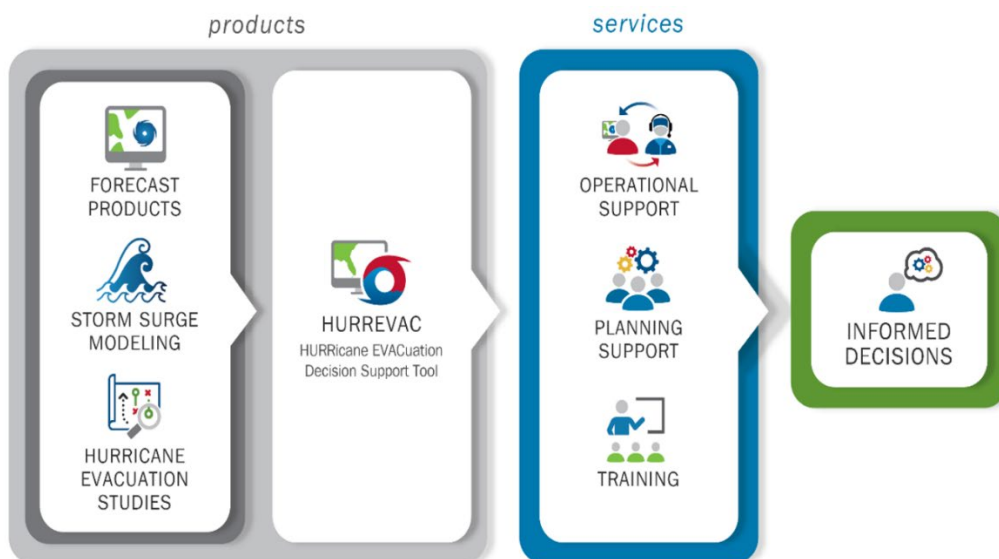 products
services
FORECAST
PRODUCTS
STORM SURGE
MODELING
HURRICANE
EVACUATION
STUDIES
HURREVAC
HURRicane EVACuation
Decision Support Tool
OPERATIONAL
SUPPORT
PLANNING
SUPPORT
TRAINING
INFORMED
DECISIONS